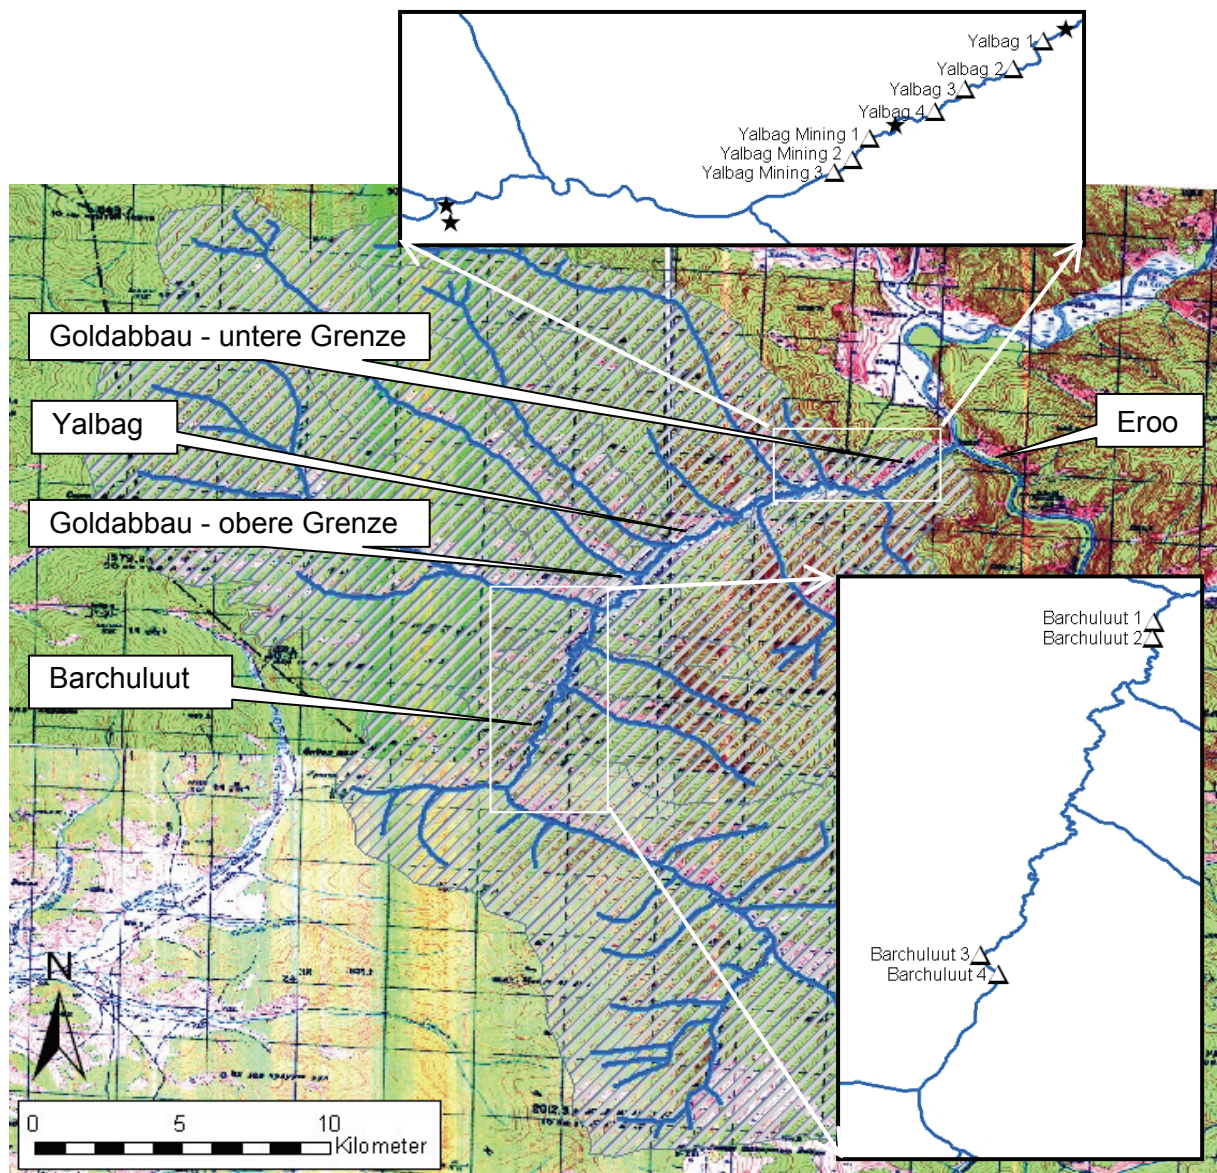 Yalbag 1
Yalbag 2
Yalbag 3
Yalbag 4
Yalbag Mining 1
Yalbag Mining 2
Yalbag Mining 3
Goldabbau - untere Grenze
Yalbag
Eroo
Goldabbau - obere Grenze
Barchuluut
Barchuluut 1
Barchuluut 2
Barchuluut 3
Barchuluut 4
N
0 5 10
Kilometer